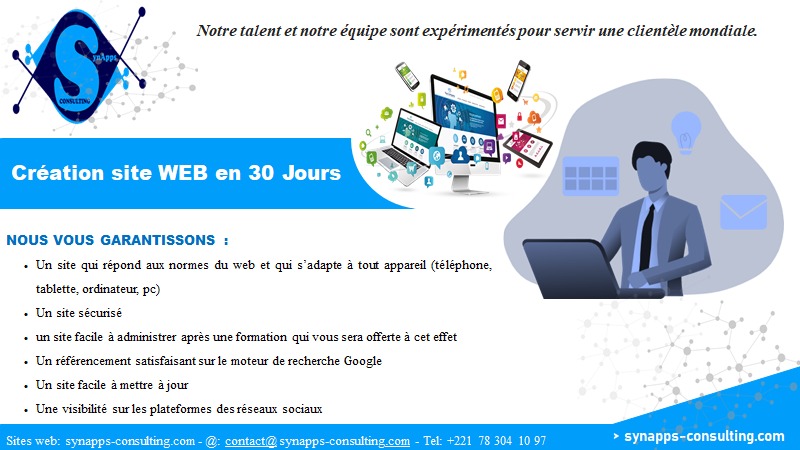 Notre talent et notre équipe sont expérimentés pour servir une clientèle mondiale.
S
synApps
CONSULTING
Création site WEB en 30 Jours
NOUS VOUS GARANTISSONS :
• Un site qui répond aux normes du web et qui s’adapte à tout appareil (téléphone,
tablette, ordinateur, pc)
• Un site sécurisé
• un site facile à administrer après une formation qui vous sera offerte à cet effet
• Un référencement satisfaisant sur le moteur de recherche Google
• Un site facile à mettre à jour
• Une visibilité sur les plateformes des réseaux sociaux
Sites web: synapps-consulting.com - @: contact@synapps-consulting.com - Tel: +221 78 304 10 97
➤ synapps-consulting.com